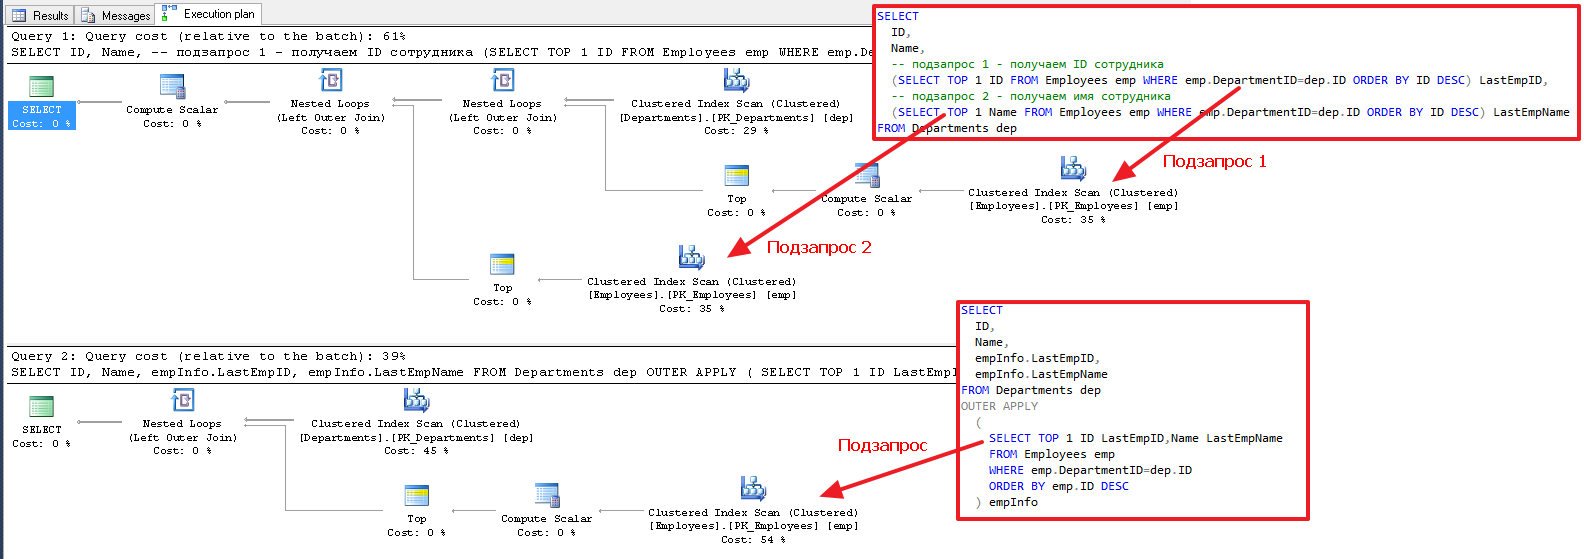 Results Messages Execution plan
Query 1: Query cost (relative to the batch): 61%
SELECT ID, Name, -- подзапрос 1 - получаем ID сотрудника (SELECT TOP 1 ID FROM Employees emp WHERE emp.De
SELECT
Cost: 0 %
Compute Scalar
Cost: 0 %
Nested Loops
(Left Outer Join)
Cost: 0 %
Nested Loops
(Left Outer Join)
Cost: 0 %
Clustered Index Scan (Clustered)
[Departments].[PK_Departments] [dep]
Cost: 29 %
Top
Cost: 0 %
Compute Scalar
Cost: 0 %
Clustered Index Scan (Clustered)
[Employees].[PK_Employees] [emp]
Cost: 35 %
Top
Cost: 0 %
Clustered Index Scan (Clustered)
[Employees].[PK_Employees] [emp]
Cost: 35 %
SELECT
ID,
Name,
-- подзапрос 1 - получаем ID сотрудника
(SELECT TOP 1 ID FROM Employees emp WHERE emp.DepartmentID=dep.ID ORDER BY ID DESC) LastEmpID,
-- подзапрос 2 - получаем имя сотрудника
(SELECT TOP 1 Name FROM Employees emp WHERE emp.DepartmentID=dep.ID ORDER BY ID DESC) LastEmpName
FROM Departments dep
Подзапрос 1
Подзапрос 2
Query 2: Query cost (relative to the batch): 39%
SELECT ID, Name, empInfo.LastEmpID, empInfo.LastEmpName FROM Departments dep OUTER APPLY ( SELECT TOP 1 ID LastEmpI
SELECT
Cost: 0 %
Nested Loops
(Left Outer Join)
Cost: 0 %
Clustered Index Scan (Clustered)
[Departments].[PK_Departments] [dep]
Cost: 45 %
Top
Cost: 0 %
Compute Scalar
Cost: 0 %
Clustered Index Scan (Clustered)
[Employees].[PK_Employees] [emp]
Cost: 54 %
Подзапрос
SELECT
ID,
Name,
empInfo.LastEmpID,
empInfo.LastEmpName
FROM Departments dep
OUTER APPLY
(
SELECT TOP 1 ID LastEmpID,Name LastEmpName
FROM Employees emp
WHERE emp.DepartmentID=dep.ID
ORDER BY emp.ID DESC
) empInfo